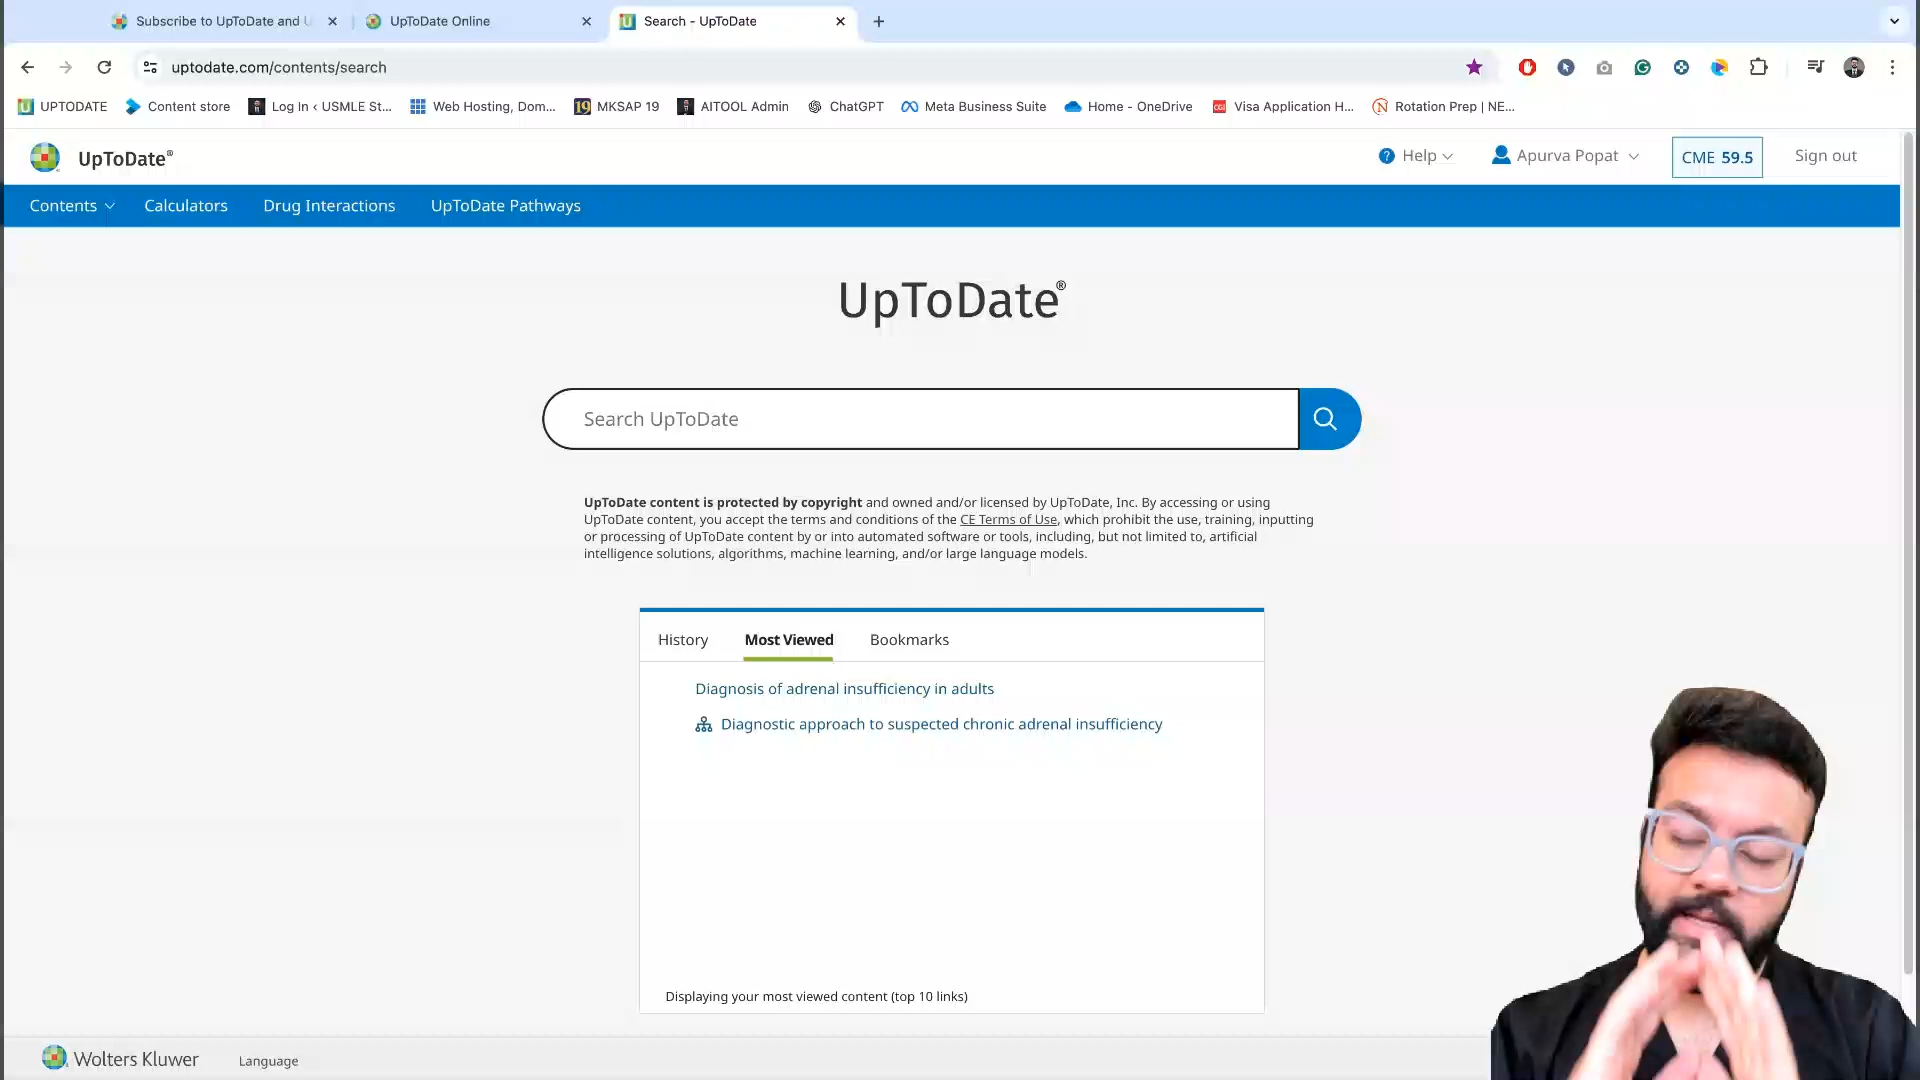 Subscribe to UpToDate and U
UpToDate Online
Search - UpToDate
uptodate.com/contents/search
UPTODATE
Content store
Log In ‹ USMLE St...
Web Hosting, Dom...
19
MKSAP 19
AITOOL Admin
ChatGPT
Meta Business Suite
Home - OneDrive
CGI
Visa Application H...
Rotation Prep | NE...
UpToDate®
? Help
Apurva Popat
CME 59.5
Sign out
Contents
Calculators
Drug Interactions
UpToDate Pathways
UpToDate®
Search UpToDate
UpToDate content is protected by copyright and owned and/or licensed by UpToDate, Inc. By accessing or using
UpToDate content, you accept the terms and conditions of the CE Terms of Use, which prohibit the use, training, inputting
or processing of UpToDate content by or into automated software or tools, including, but not limited to, artificial
intelligence solutions, algorithms, machine learning, and/or large language models.
History
Most Viewed
Bookmarks
Diagnosis of adrenal insufficiency in adults
Diagnostic approach to suspected chronic adrenal insufficiency
Displaying your most viewed content (top 10 links)
Wolters Kluwer
Language